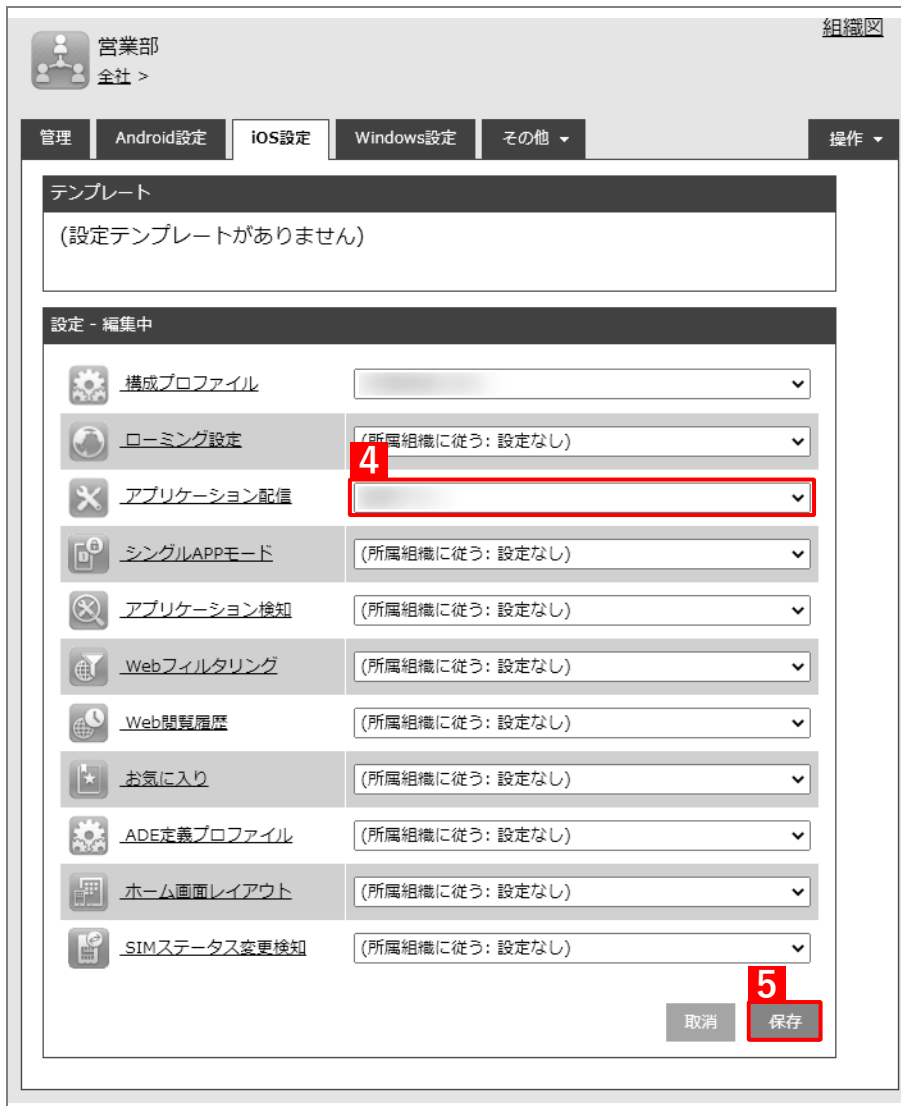 組織図
営業部
全社 >
管理 Android設定 iOS設定 Windows設定 その他 操作
テンプレート
(設定テンプレートがありません)
設定 - 編集中
構成プロファイル
ローミング設定 (所属組織に従う: 設定なし)
4
アプリケーション配信
シングルAPPモード (所属組織に従う: 設定なし)
アプリケーション検知 (所属組織に従う: 設定なし)
Webフィルタリング (所属組織に従う: 設定なし)
Web閲覧履歴 (所属組織に従う: 設定なし)
お気に入り (所属組織に従う: 設定なし)
ADE定義プロファイル (所属組織に従う: 設定なし)
ホーム画面レイアウト (所属組織に従う: 設定なし)
SIMステータス変更検知 (所属組織に従う: 設定なし)
5
取消 保存